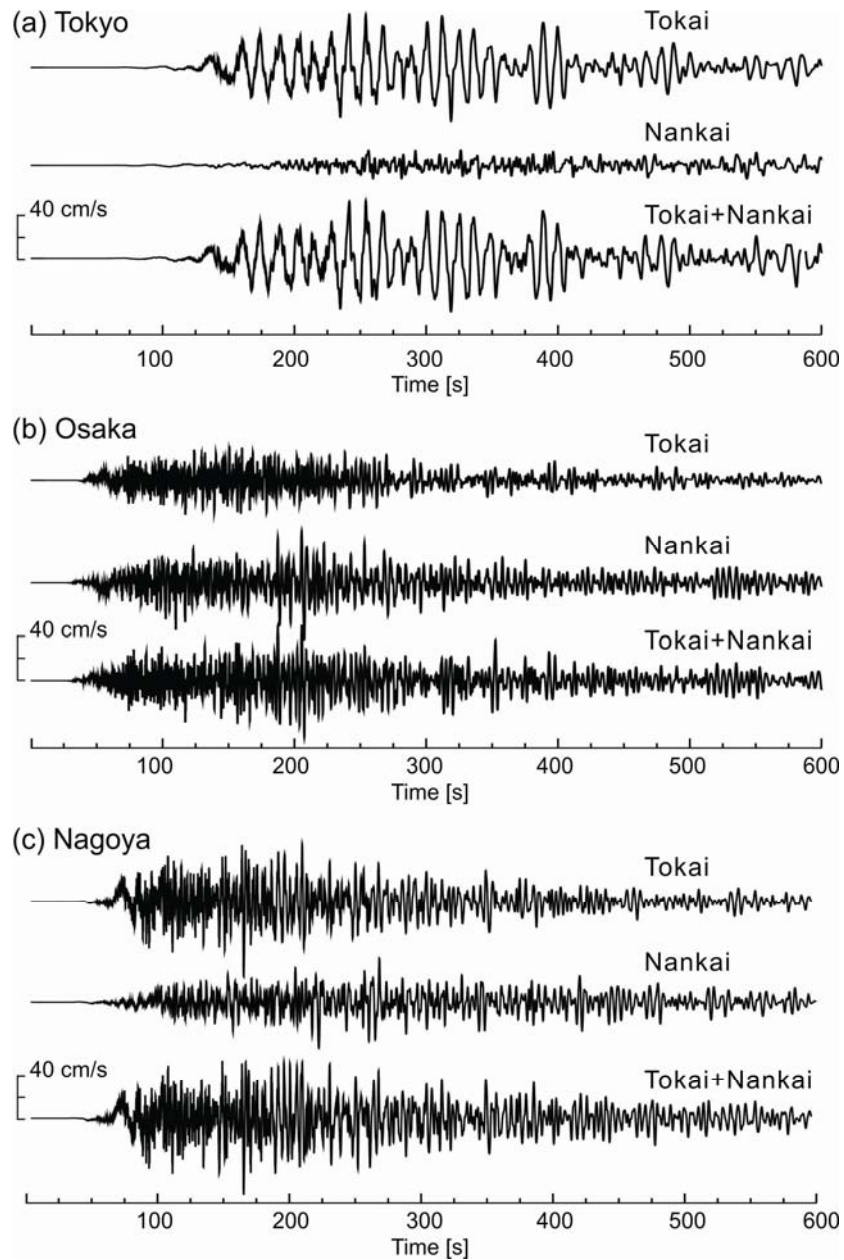 (a) Tokyo
Tokai
Nankai
40 cm/s
Tokai+Nankai
100 200 300 400 500 600
Time [s]
(b) Osaka
Tokai
Nankai
40 cm/s
Tokai+Nankai
100 200 300 400 500 600
Time [s]
(c) Nagoya
Tokai
Nankai
40 cm/s
Tokai+Nankai
100 200 300 400 500 600
Time [s]